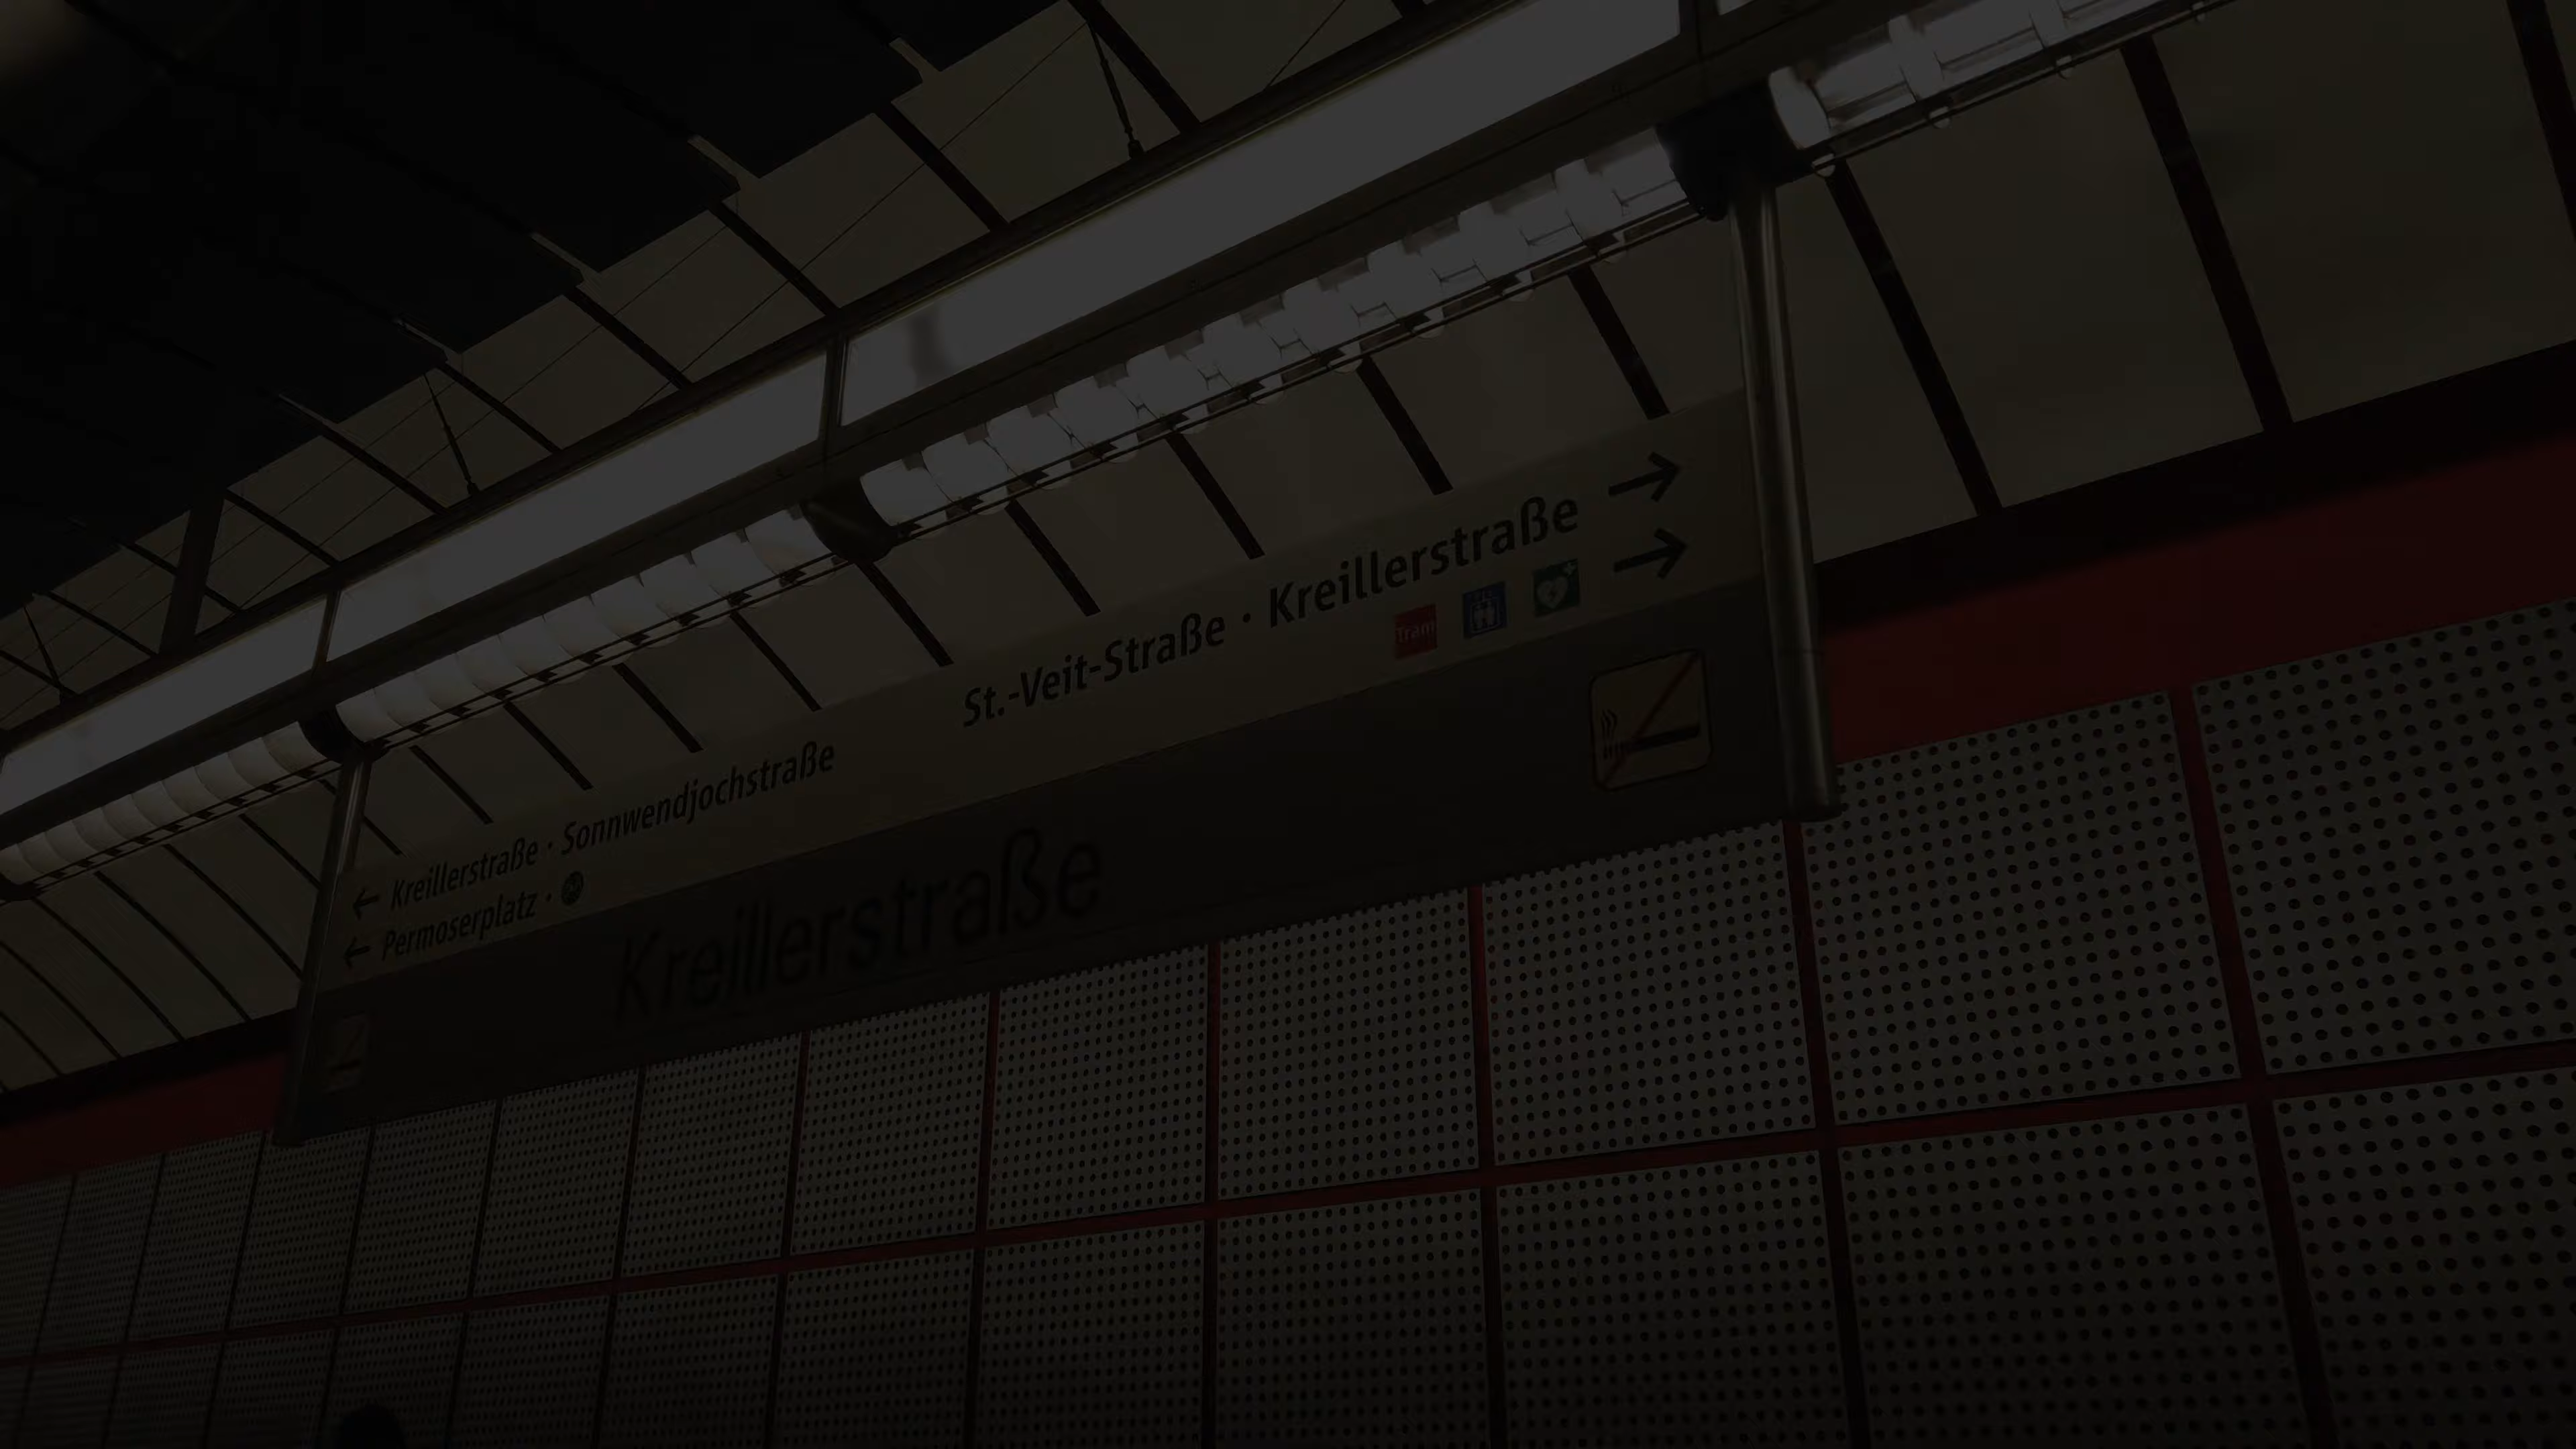 ← Kreillerstraße · Sonnwendjochstraße
← Permoserplatz ·
St.-Veit-Straße · Kreillerstraße →
Tram →
Kreillerstraße